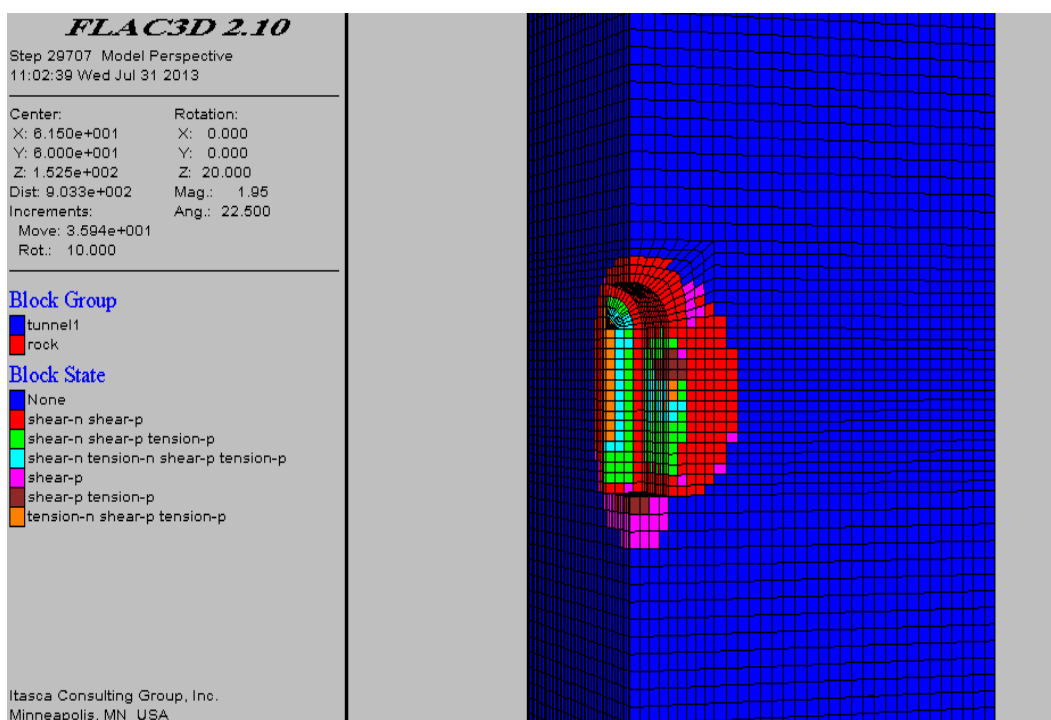 FLAC3D 2.10
Step 29707 Model Perspective
11:02:39 Wed Jul 31 2013
Center: Rotation:
X: 6.150e+001 X: 0.000
Y: 6.000e+001 Y: 0.000
Z: 1.525e+002 Z: 20.000
Dist: 9.033e+002 Mag.: 1.95
Increments: Ang.: 22.500
Move: 3.594e+001
Rot.: 10.000
Block Group
tunnel1
rock
Block State
None
shear-n shear-p
shear-n shear-p tension-p
shear-n tension-n shear-p tension-p
shear-p
shear-p tension-p
tension-n shear-p tension-p
Itasca Consulting Group, Inc.
Minneapolis, MN USA